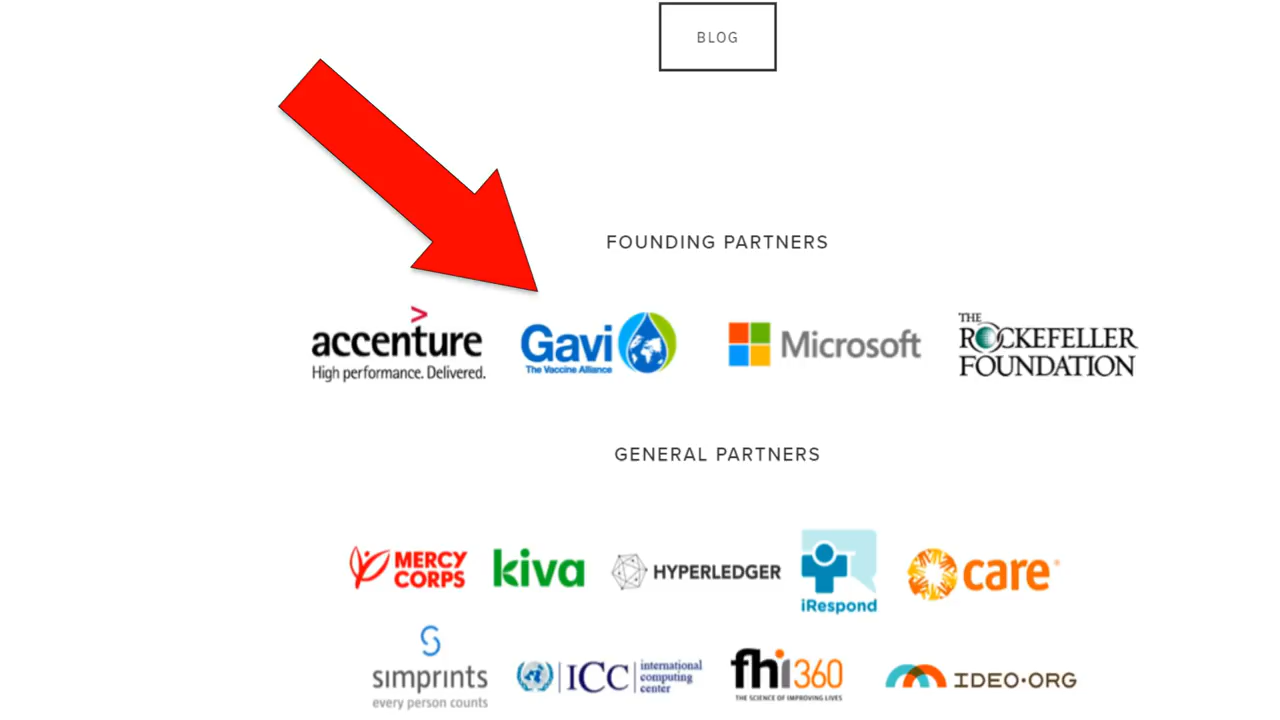 BLOG
FOUNDING PARTNERS
accenture
High performance. Delivered.
Gavi
The Vaccine Alliance
Microsoft
THE
ROCKEFELLER
FOUNDATION
GENERAL PARTNERS
MERCY
CORPS
kiva
HYPERLEDGER
iRespond
care®
simprints
every person counts
ICC
international
computing
center
fhi360
THE SCIENCE OF IMPROVING LIVES
IDEO·ORG